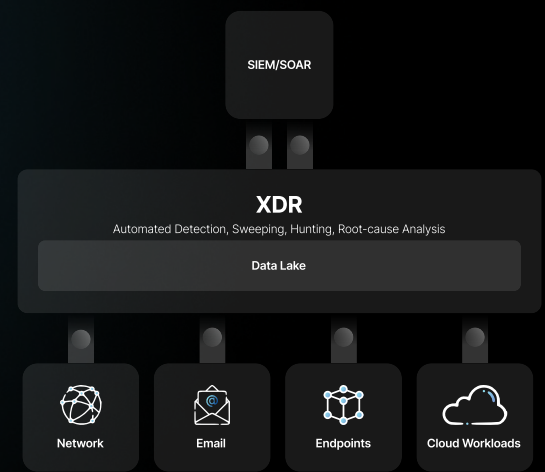 SIEM/SOAR
XDR
Automated Detection, Sweeping, Hunting, Root-cause Analysis
Data Lake
@
Network
Email
Endpoints
Cloud Workloads